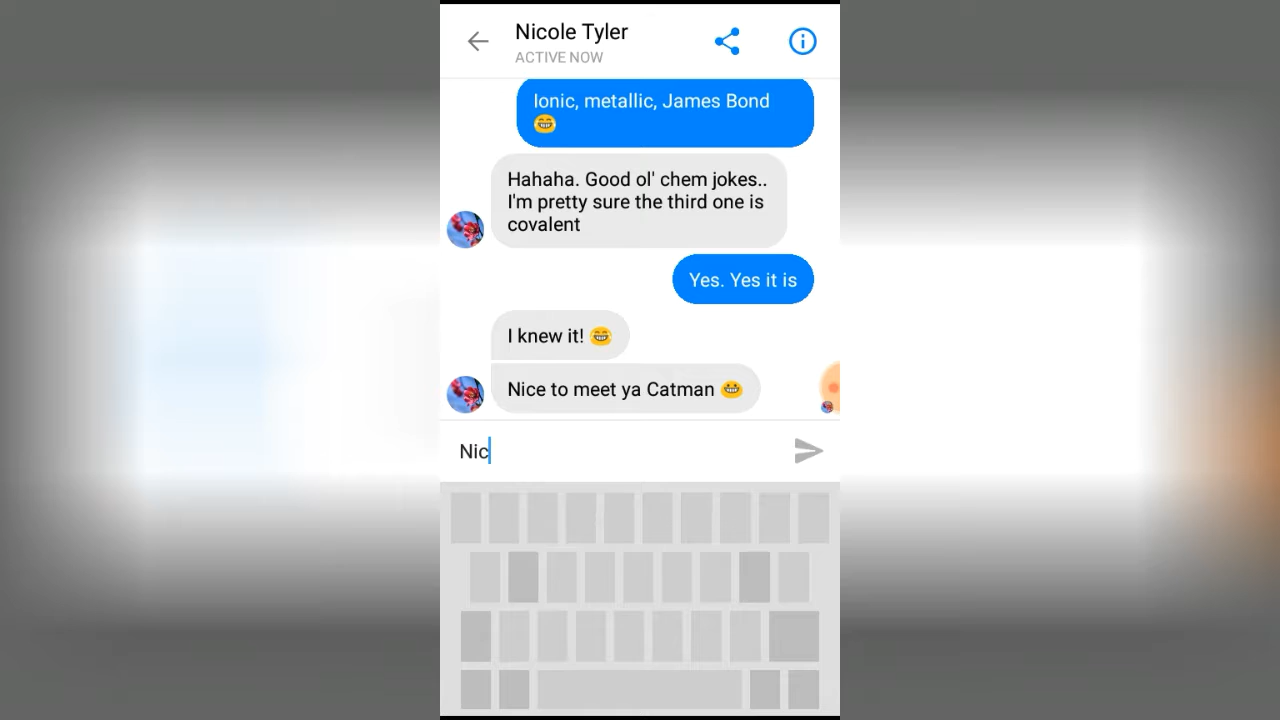 Nicole Tyler
ACTIVE NOW
Ionic, metallic, James Bond
😁
Hahaha. Good ol' chem jokes..
I'm pretty sure the third one is
covalent
Yes. Yes it is
I knew it! 😁
Nice to meet ya Catman 😁
Nic